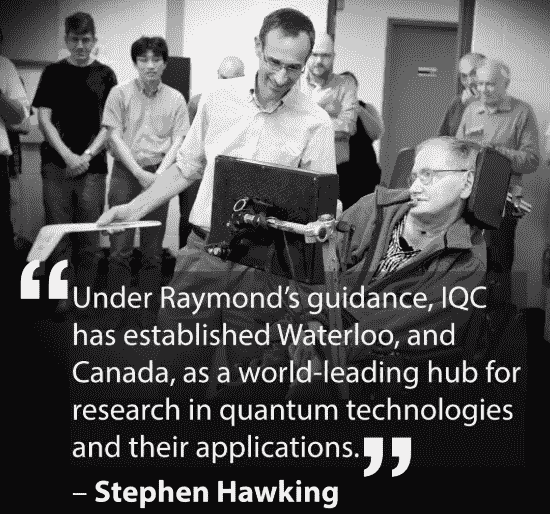 “Under Raymond’s guidance, IQC
has established Waterloo, and
Canada, as a world-leading hub for
research in quantum technologies
and their applications.”
– Stephen Hawking